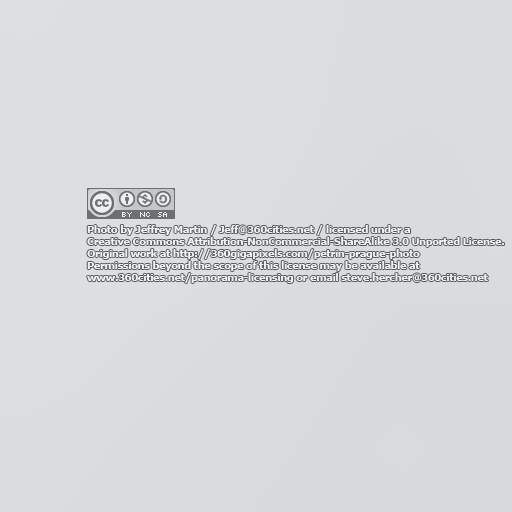 cc
BY NC SA
Photo by Jeffrey Martin / Jeff@360cities.net / licensed under a
Creative Commons Attribution-NonCommercial-ShareAlike 3.0 Unported License.
Original work at http://360gigapixels.com/petrin-prague-photo
Permissions beyond the scope of this license may be available at
www.360cities.net/panorama-licensing or email steve.hercher@360cities.net